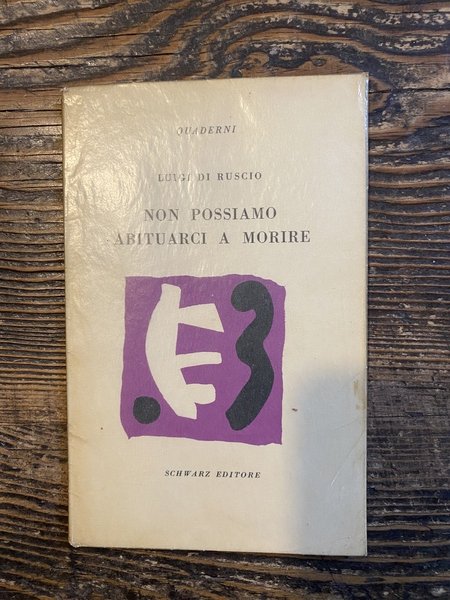 QUADERNI
LUIGI DI RUSCIO
NON POSSIAMO
ABITUARCI A MORIRE
SCHWARZ EDITORE